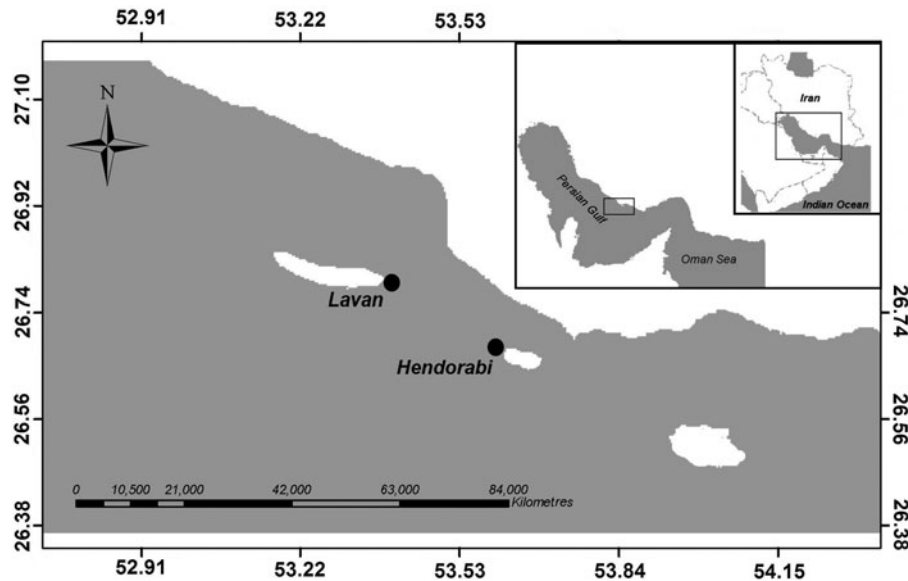 52.91 53.22 53.53
27.10
26.92
26.74
26.56
26.38
N
Iran
Indian Ocean
Persian Gulf
Oman Sea
26.74
26.56
26.38
Lavan
Hendorabi
0 10,500 21,000 42,000 63,000 84,000
Kilometres
52.91 53.22 53.53 53.84 54.15